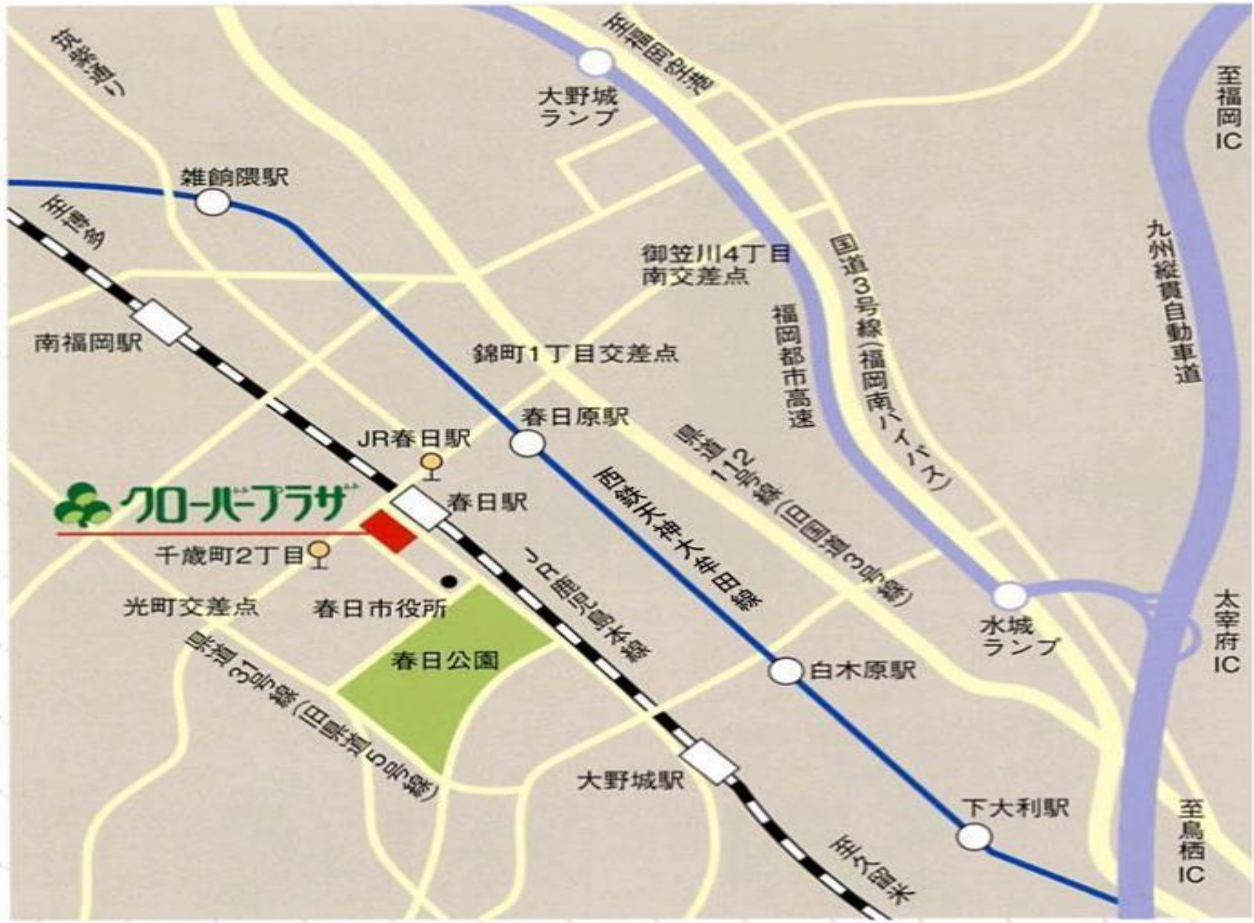 筑紫通り
至福岡空港
大野城
ランプ
至福岡IC
雑餉隈駅
至博多
御笠川4丁目
南交差点
国道3号線(福岡南バイパス)
九州縦貫自動車道
福岡都市高速
南福岡駅
錦町1丁目交差点
春日原駅
JR春日駅
県道112号線(旧国道3号線)
クローバープラザ
春日駅
西鉄天神大牟田線
千歳町2丁目
JR鹿児島本線
光町交差点
春日市役所
水城
ランプ
太宰府IC
県道31号線(旧県道5号線)
春日公園
白木原駅
大野城駅
下大利駅
至鳥栖IC
至久留米